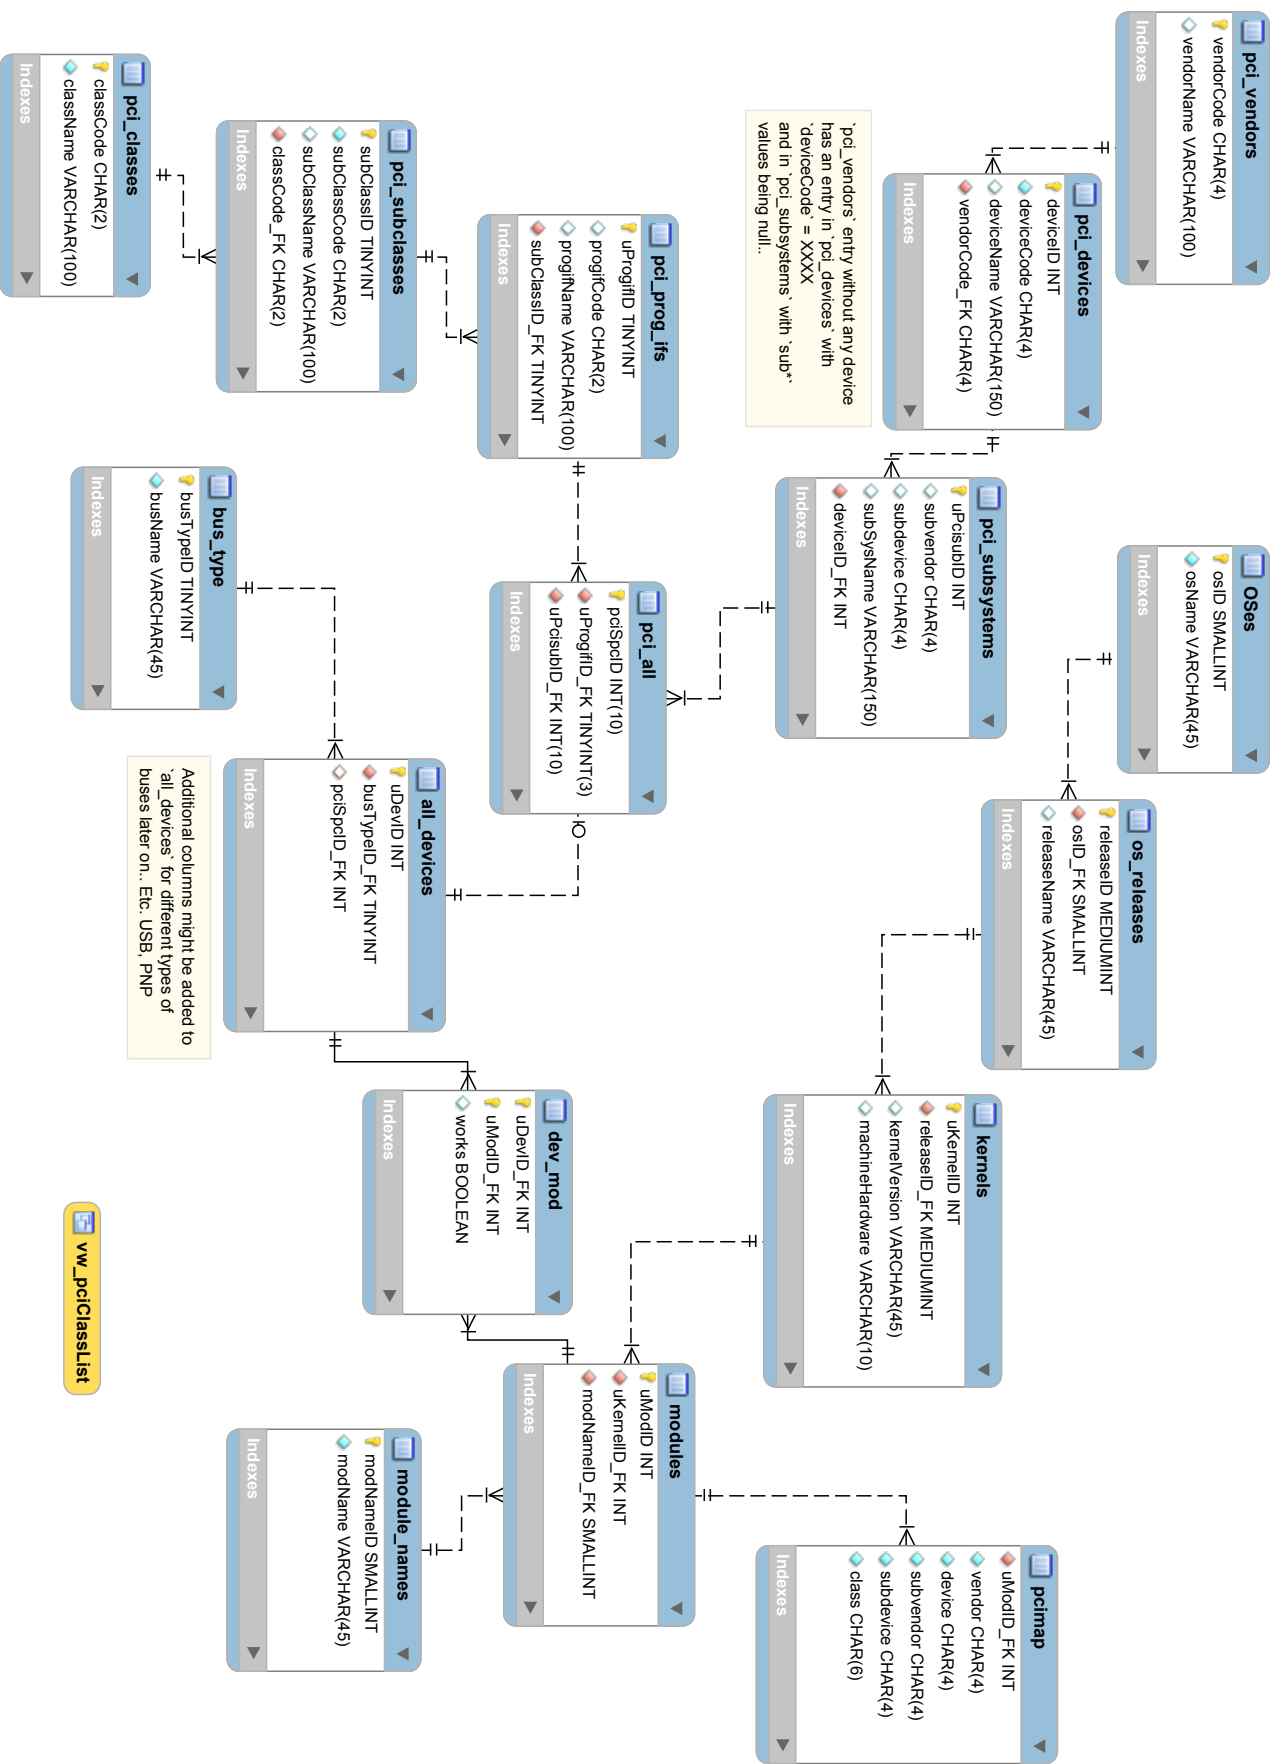 pci_vendors
vendorCode CHAR(4)
vendorName VARCHAR(100)
Indexes
pci_devices
deviceID INT
deviceCode CHAR(4)
deviceName VARCHAR(150)
vendorCode_FK CHAR(4)
Indexes
`pci_vendors` entry without any device
has an entry in `pci_devices` with
`deviceCode` = XXXX
and in `pci_subsystems` with `sub*`
values being null..
pci_subsystems
uPcisubID INT
subvendor CHAR(4)
subdevice CHAR(4)
subSysName VARCHAR(150)
deviceID_FK INT
Indexes
OSes
osID SMALLINT
osName VARCHAR(45)
Indexes
os_releases
releaseID MEDIUMINT
osID_FK SMALLINT
releaseName VARCHAR(45)
Indexes
kernels
uKernelID INT
releaseID_FK MEDIUMINT
kernelVersion VARCHAR(45)
machineHardware VARCHAR(10)
Indexes
pcimap
uModID_FK INT
vendor CHAR(4)
device CHAR(4)
subvendor CHAR(4)
subdevice CHAR(4)
class CHAR(6)
Indexes
pci_prog_ifs
uProgifID TINYINT
progifCode CHAR(2)
progifName VARCHAR(100)
subClassID_FK TINYINT
Indexes
pci_all
pciSpcID INT(10)
uProgifID_FK TINYINT(3)
uPcisubID_FK INT(10)
Indexes
modules
uModID INT
uKernelID_FK INT
modNameID_FK SMALLINT
Indexes
dev_mod
uDevID_FK INT
uModID_FK INT
works BOOLEAN
Indexes
pci_subclasses
subClassID TINYINT
subClassCode CHAR(2)
subClassName VARCHAR(100)
classCode_FK CHAR(2)
Indexes
all_devices
uDevID INT
busTypeID_FK TINYINT
pciSpcID_FK INT
Indexes
module_names
modNameID SMALLINT
modName VARCHAR(45)
Indexes
pci_classes
classCode CHAR(2)
className VARCHAR(100)
Indexes
bus_type
busTypeID TINYINT
busName VARCHAR(45)
Indexes
Additional columns might be added to
`all_devices` for different types of
buses later on.. Etc. USB, PNP
vw_pciClassList